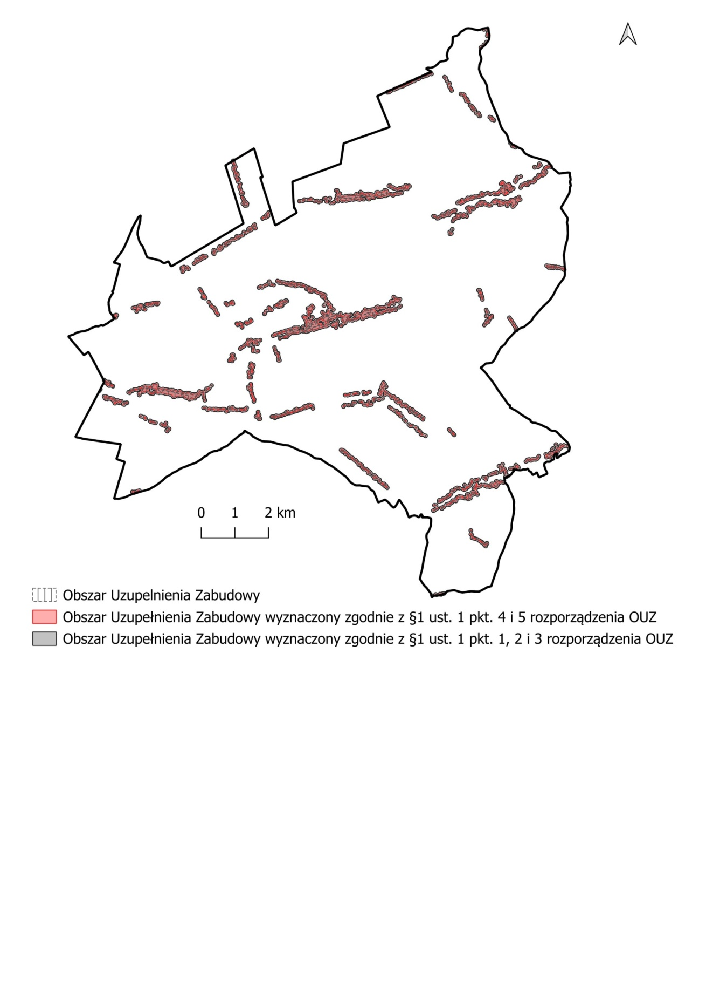 0 1 2 km
Obszar Uzupelnienia Zabudowy
Obszar Uzupełnienia Zabudowy wyznaczony zgodnie z §1 ust. 1 pkt. 4 i 5 rozporządzenia OUZ
Obszar Uzupełnienia Zabudowy wyznaczony zgodnie z §1 ust. 1 pkt. 1, 2 i 3 rozporządzenia OUZ